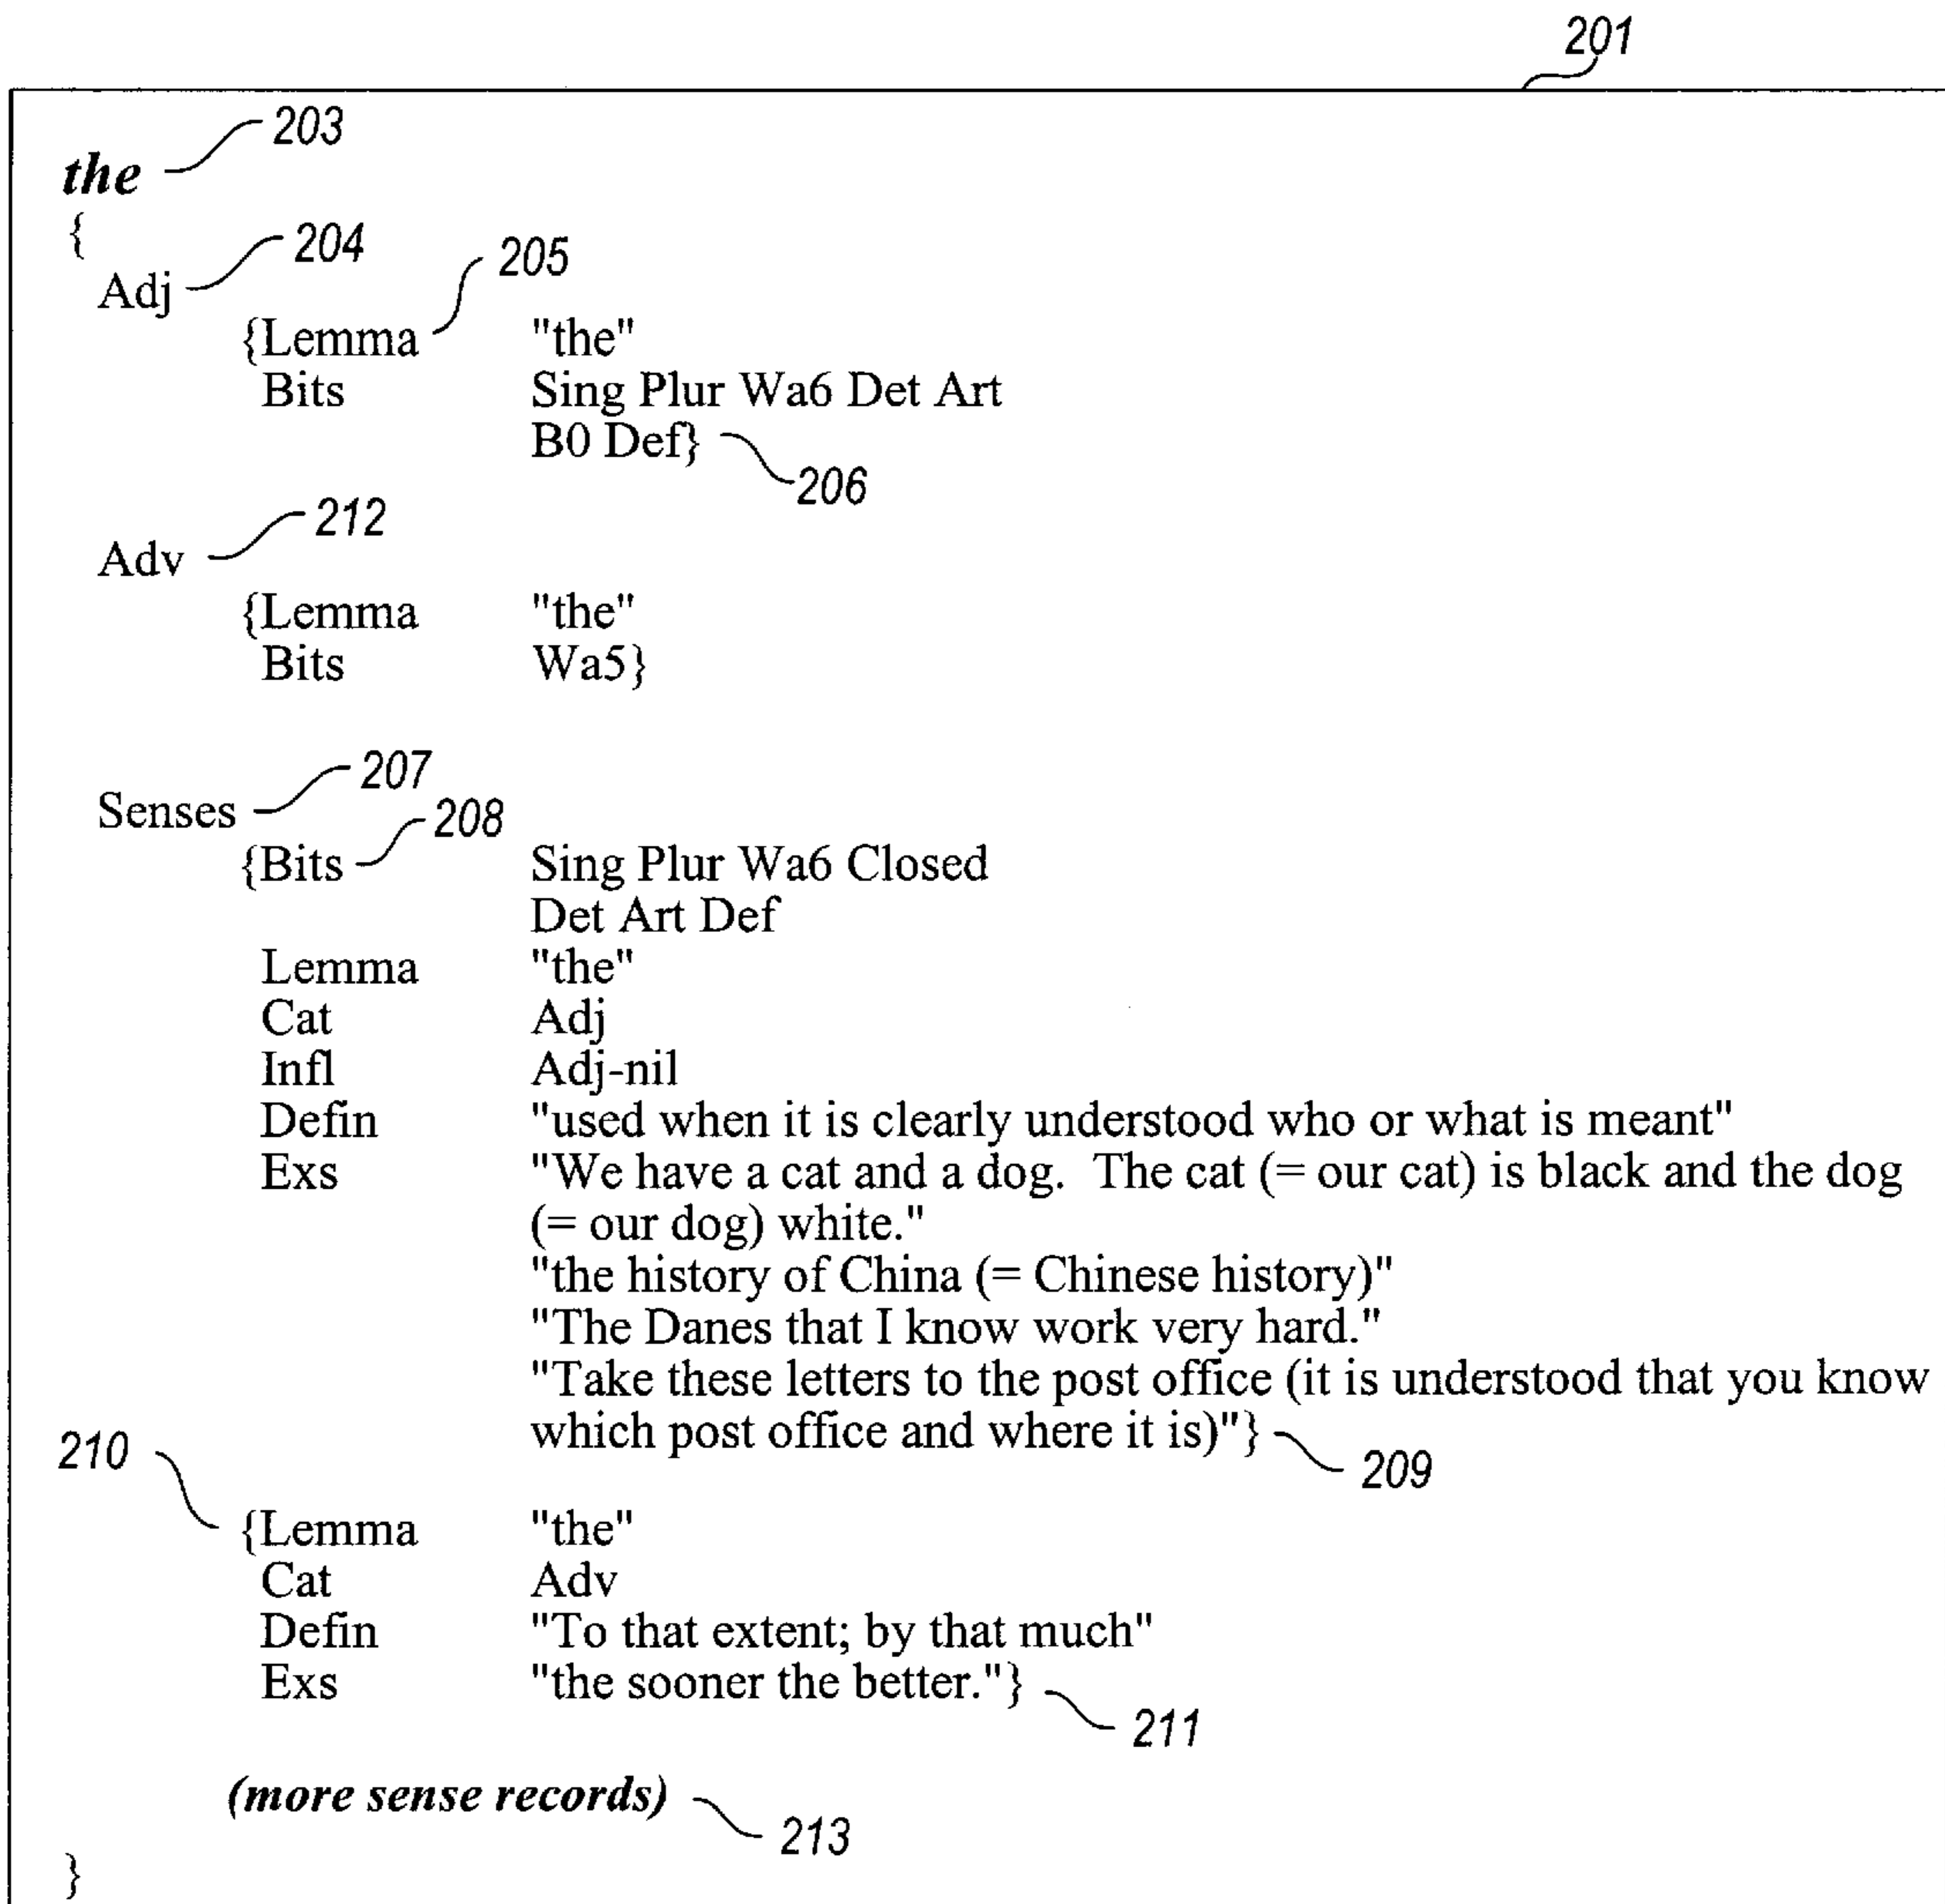 201
203
the
{
204
Adj
205
{Lemma "the"
Bits Sing Plur Wa6 Det Art
B0 Def}
206
212
Adv
{Lemma "the"
Bits Wa5}
207
Senses
208
{Bits Sing Plur Wa6 Closed
Det Art Def
Lemma "the"
Cat Adj
Infl Adj-nil
Defin "used when it is clearly understood who or what is meant"
Exs "We have a cat and a dog. The cat (= our cat) is black and the dog
(= our dog) white."
"the history of China (= Chinese history)"
"The Danes that I know work very hard."
"Take these letters to the post office (it is understood that you know
which post office and where it is)"}
209
210
{Lemma "the"
Cat Adv
Defin "To that extent; by that much"
Exs "the sooner the better."}
211
(more sense records)
213
}